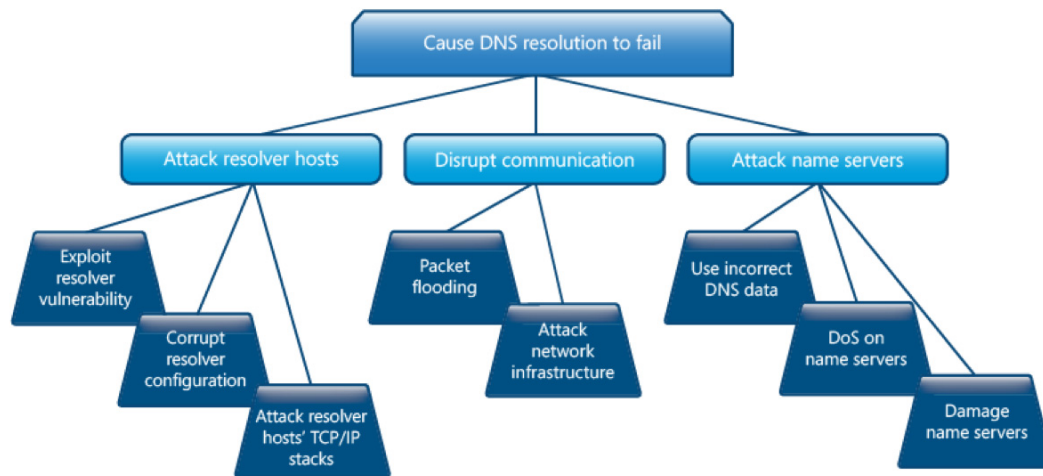 Cause DNS resolution to fail
Attack resolver hosts
Disrupt communication
Attack name servers
Exploit
resolver
vulnerability
Corrupt
resolver
configuration
Attack resolver
hosts' TCP/IP
stacks
Packet
flooding
Attack
network
infrastructure
Use incorrect
DNS data
DoS on
name servers
Damage
name servers